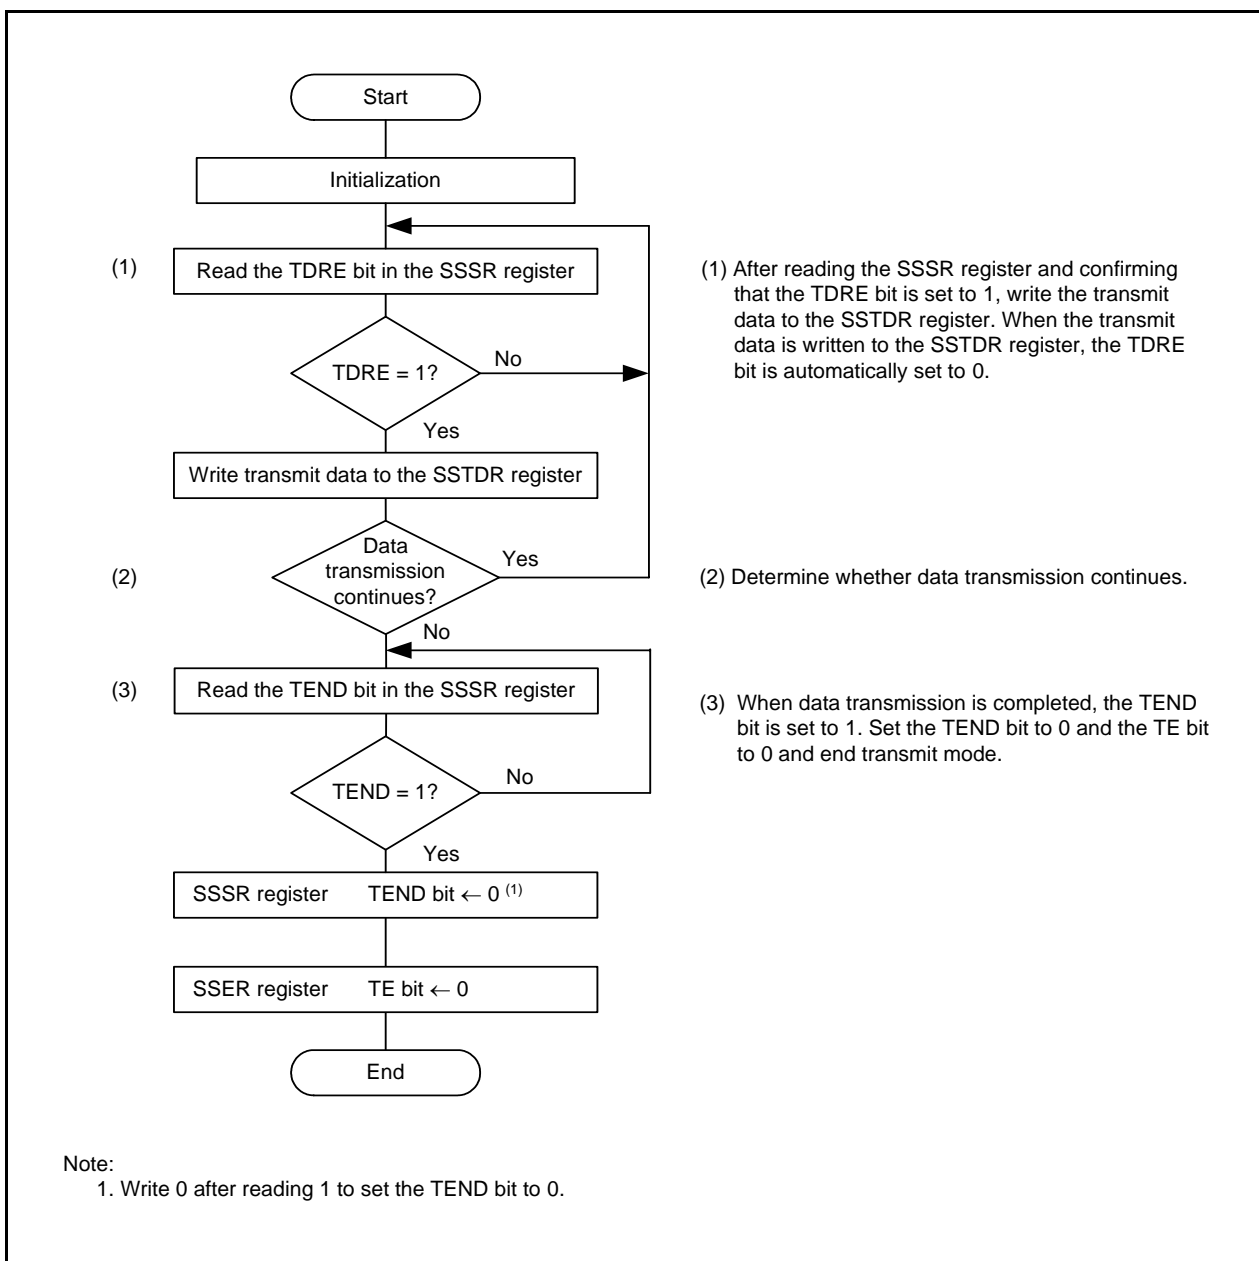 Start
Initialization
(1)
Read the TDRE bit in the SSSR register
(1) After reading the SSSR register and confirming
that the TDRE bit is set to 1, write the transmit
data to the SSTDR register. When the transmit
data is written to the SSTDR register, the TDRE
bit is automatically set to 0.
TDRE = 1?
No
Yes
Write transmit data to the SSTDR register
(2)
Data
transmission
continues?
Yes
(2) Determine whether data transmission continues.
No
(3)
Read the TEND bit in the SSSR register
(3) When data transmission is completed, the TEND
bit is set to 1. Set the TEND bit to 0 and the TE bit
to 0 and end transmit mode.
TEND = 1?
No
Yes
SSSR register TEND bit ← 0 (1)
SSER register TE bit ← 0
End
Note:
1. Write 0 after reading 1 to set the TEND bit to 0.